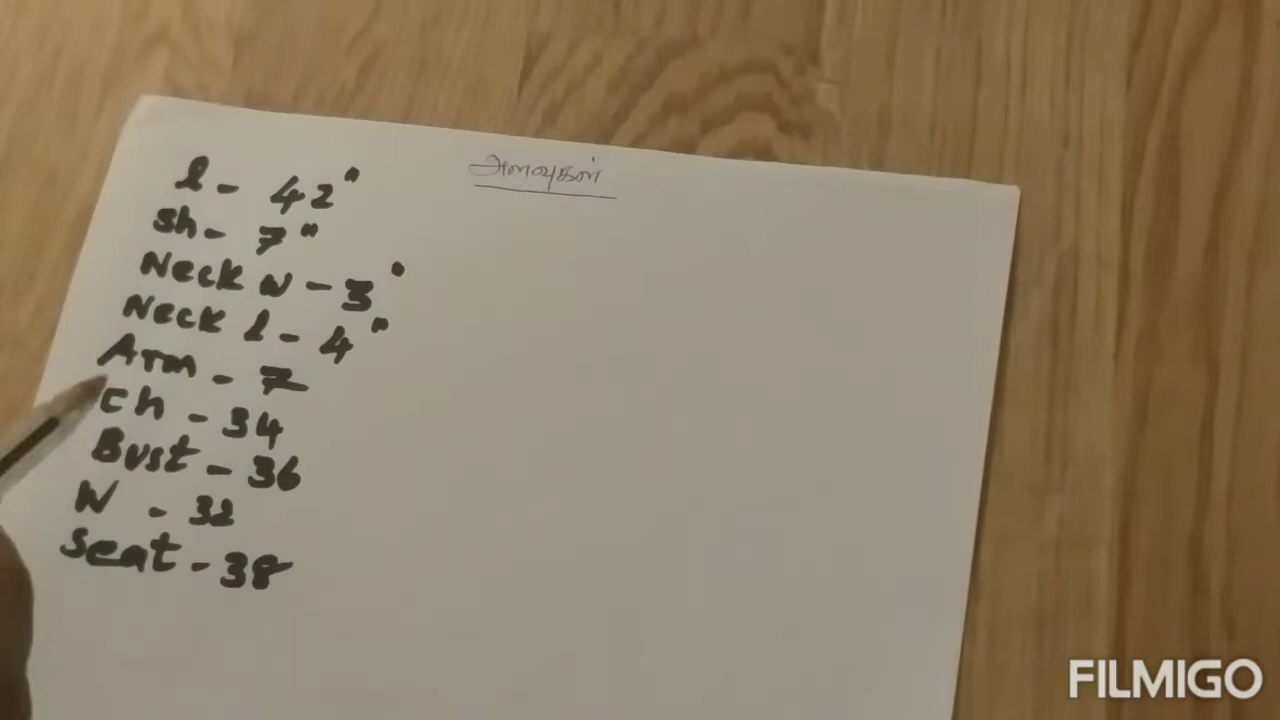 அளவுகள்
l - 42"
sh - 7"
Neck w - 3"
Neck l - 4"
Arm - 7
ch - 34
Bust - 36
W - 32
Seat - 38
FILMIGO